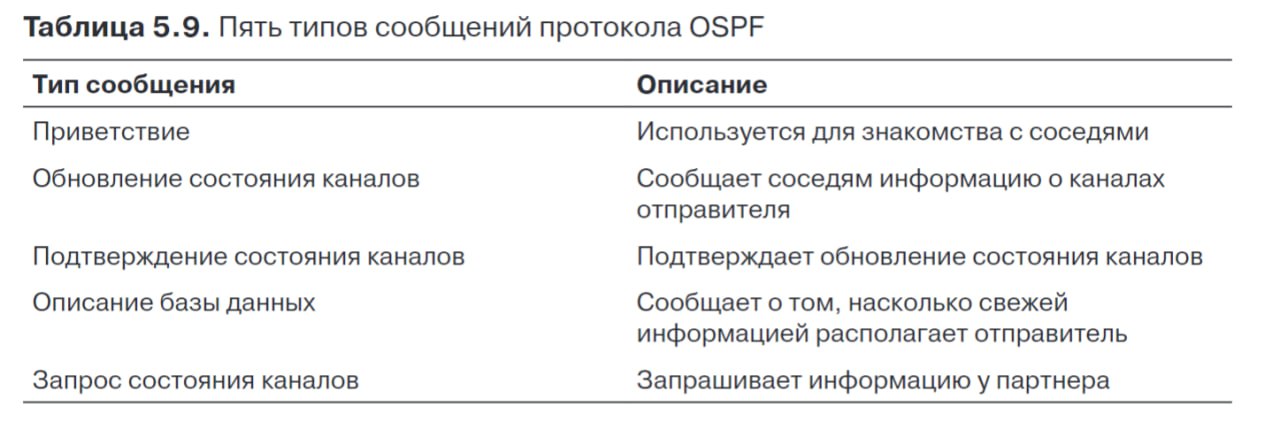 Таблица 5.9. Пять типов сообщений протокола OSPF
Тип сообщения Описание
Приветствие Используется для знакомства с соседями
Обновление состояния каналов Сообщает соседям информацию о каналах
отправителя
Подтверждение состояния каналов Подтверждает обновление состояния каналов
Описание базы данных Сообщает о том, насколько свежей
информацией располагает отправитель
Запрос состояния каналов Запрашивает информацию у партнера